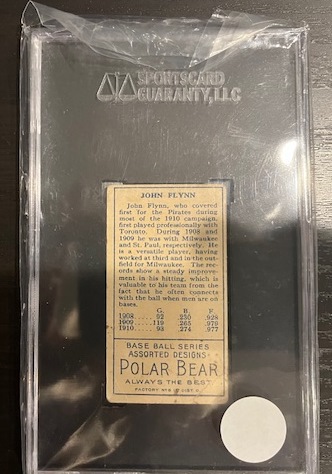 SPORTSCARD
GUARANTY, LLC
JOHN FLYNN
John Flynn, who covered
first for the Pirates during
most of the 1910 campaign,
first played professionally with
Toronto. During 1908 and
1909 he was with Milwaukee
and St. Paul, respectively. He
is a versatile player, having
worked at third and in the out-
field for Milwaukee. The rec-
ords show a steady improve-
ment in his hitting, which is
valuable to his team from the
fact that he often connects
with the ball when men are on
bases.
G. B. F.
1908 ..... 92 .230 .928
1909 ..... 119 .265 .979
1910 ..... 93 .274 .977
BASE BALL SERIES
ASSORTED DESIGNS
POLAR BEAR
ALWAYS THE BEST
FACTORY